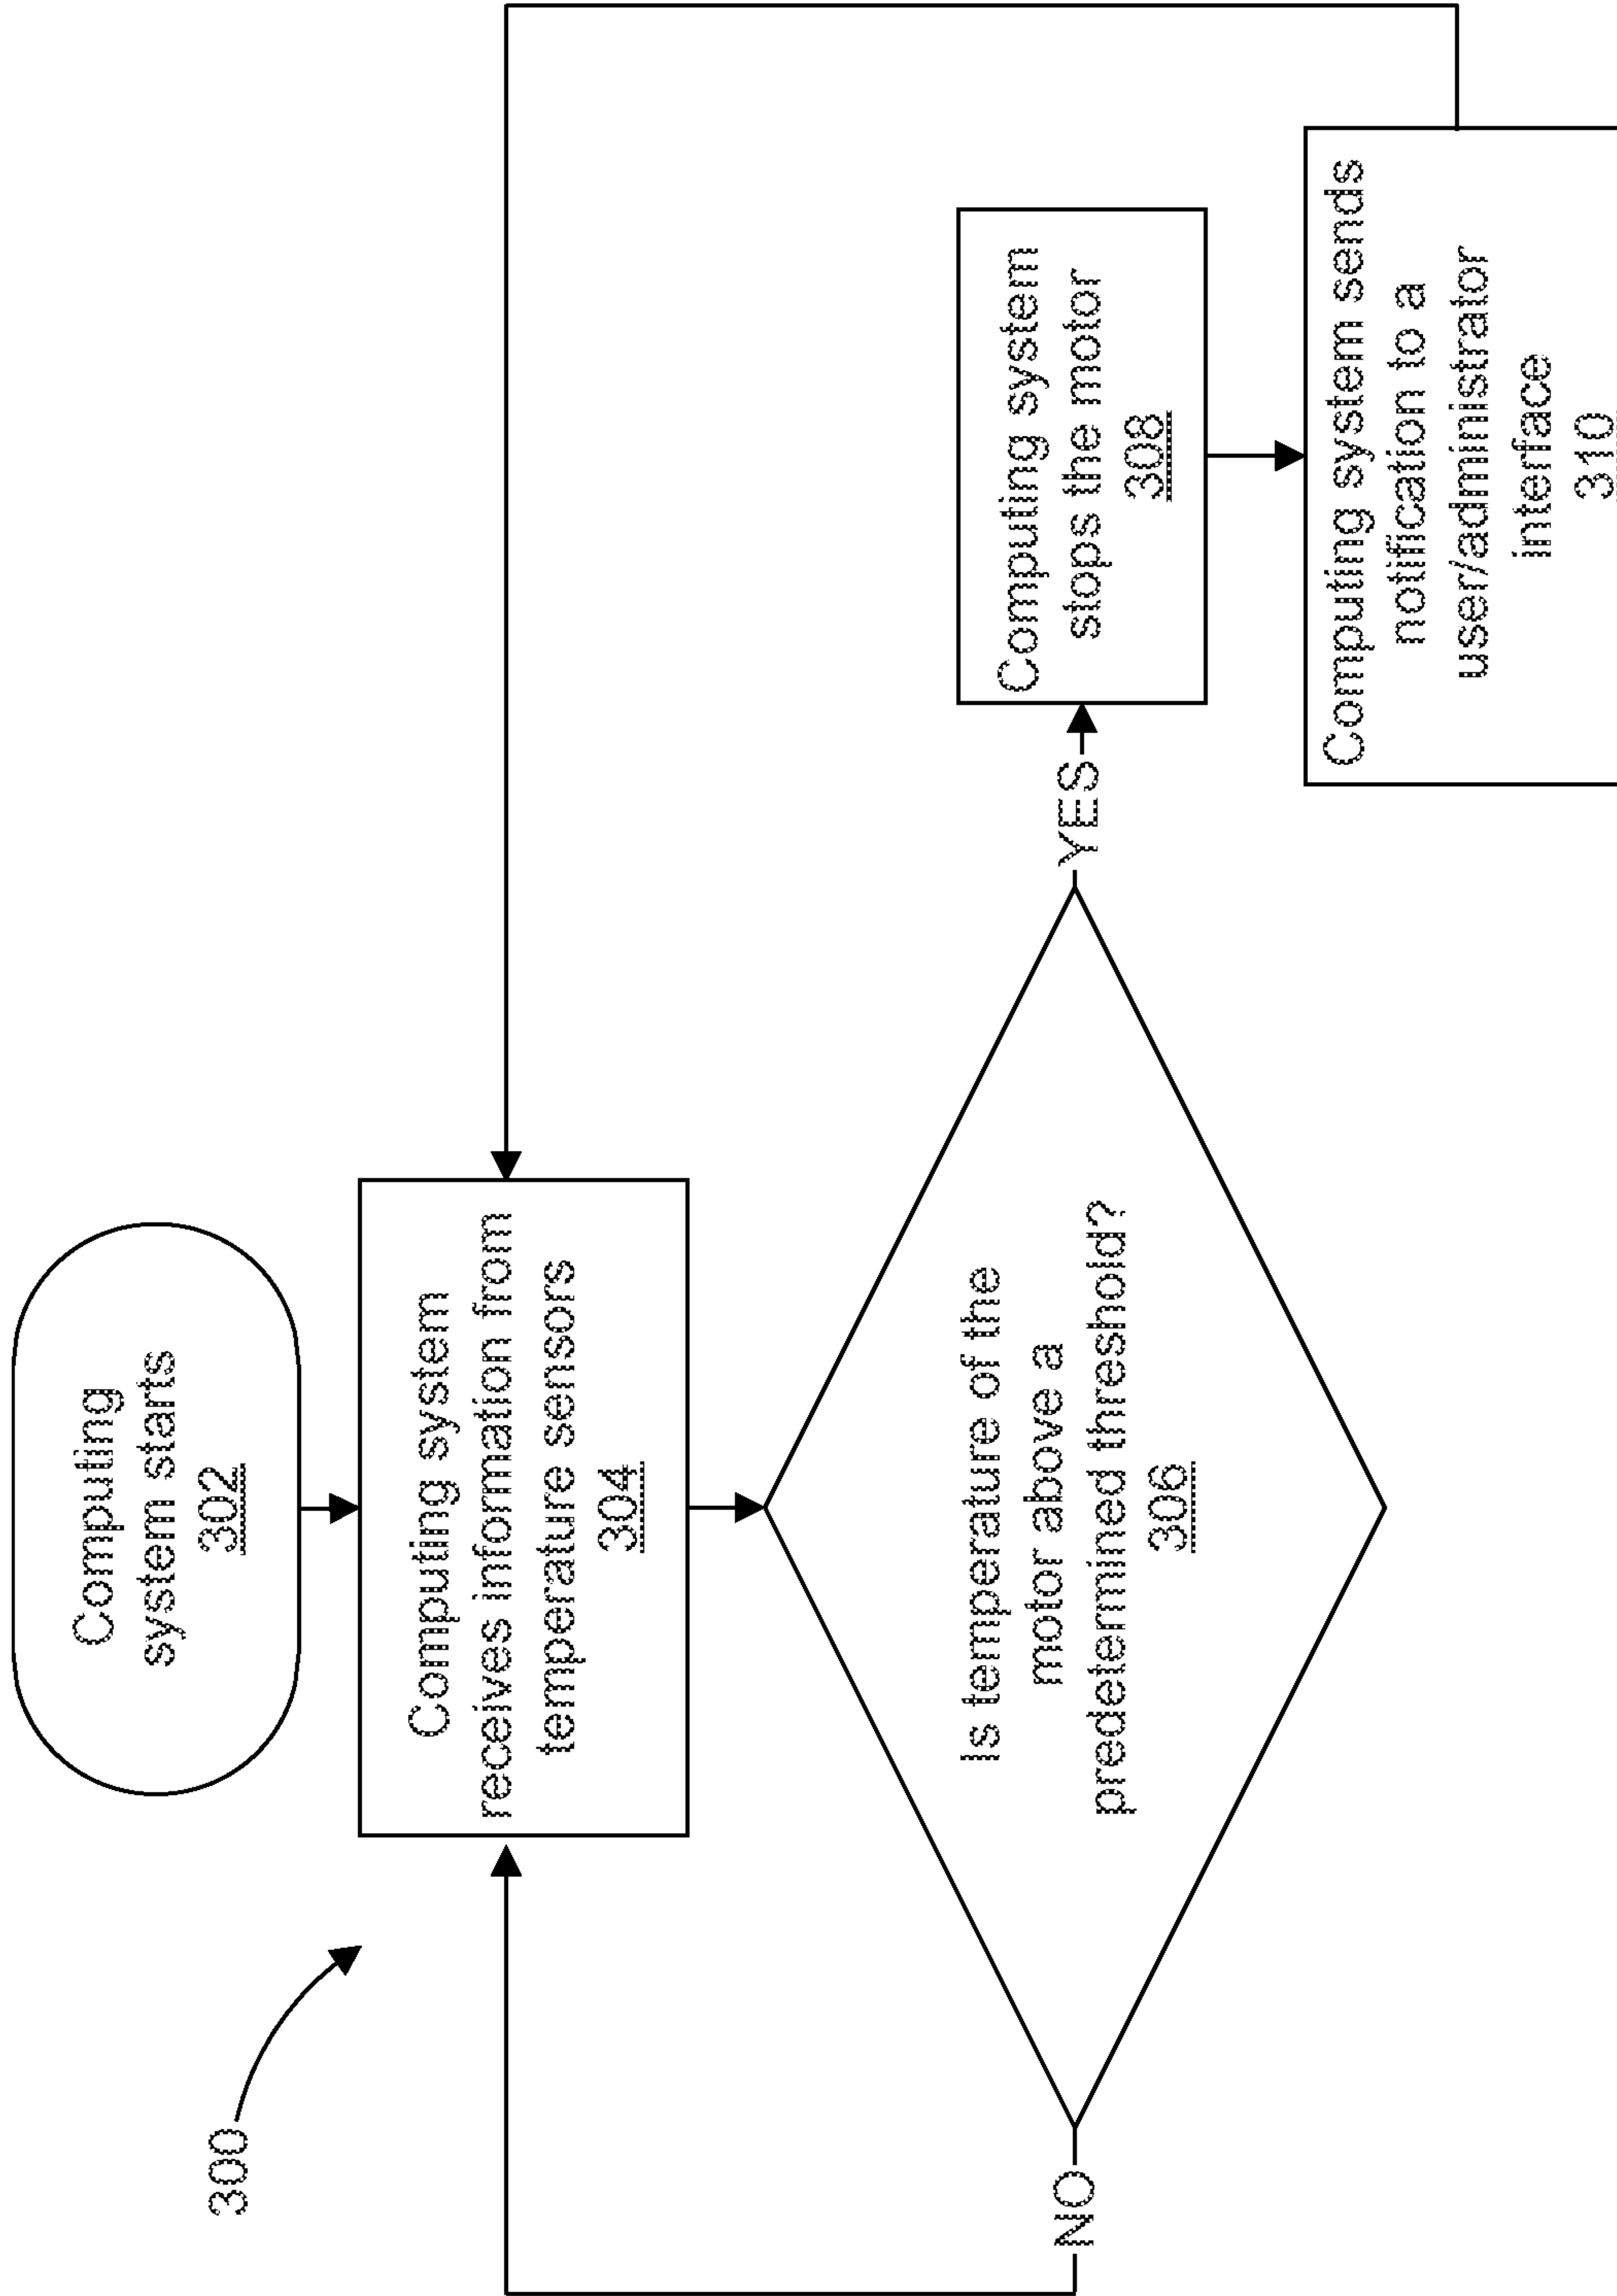 300
Computing
system starts
302
Computing system
receives information from
temperature sensors
304
Is temperature of the
motor above a
predetermined threshold?
306
NO
YES
Computing system
stops the motor
308
Computing system sends
notification to a
user/administrator
interface
310